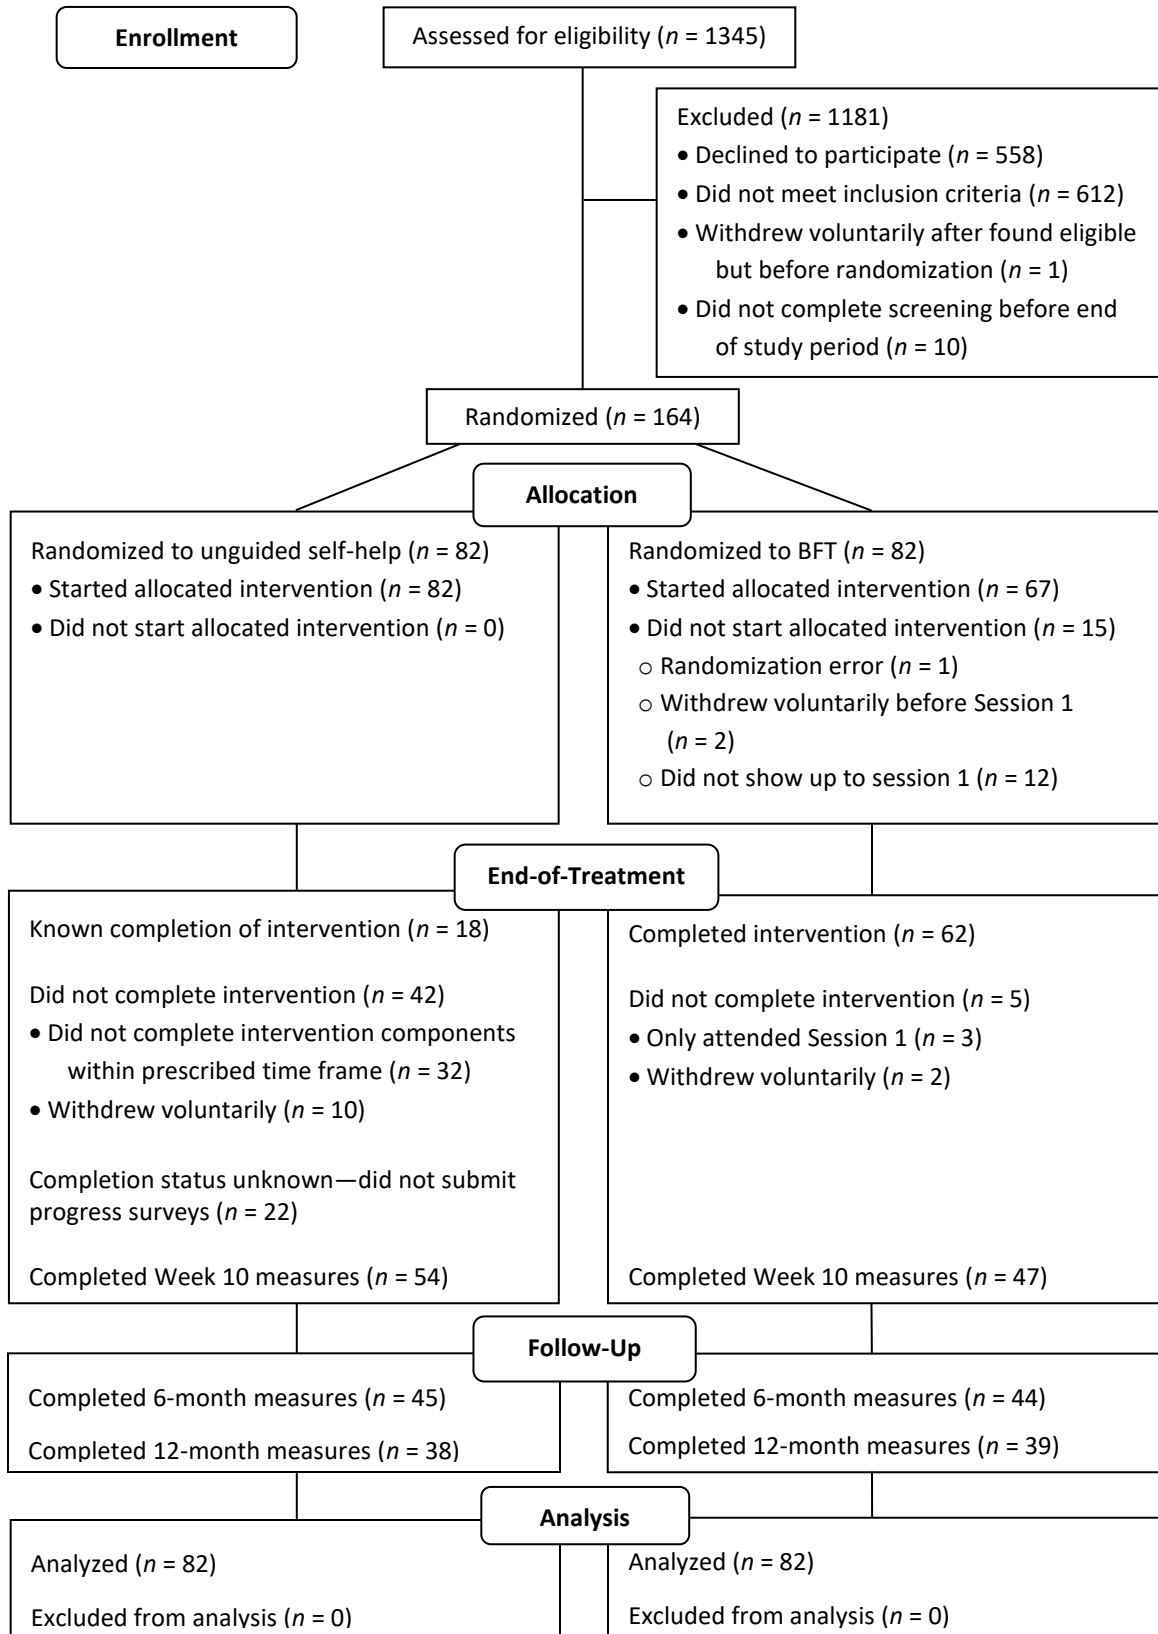 Enrollment
Assessed for eligibility (n = 1345)
Excluded (n = 1181)
• Declined to participate (n = 558)
• Did not meet inclusion criteria (n = 612)
• Withdrew voluntarily after found eligible
but before randomization (n = 1)
• Did not complete screening before end
of study period (n = 10)
Randomized (n = 164)
Allocation
Randomized to unguided self-help (n = 82)
• Started allocated intervention (n = 82)
• Did not start allocated intervention (n = 0)
Randomized to BFT (n = 82)
• Started allocated intervention (n = 67)
• Did not start allocated intervention (n = 15)
o Randomization error (n = 1)
o Withdrew voluntarily before Session 1
(n = 2)
o Did not show up to session 1 (n = 12)
End-of-Treatment
Known completion of intervention (n = 18)
Did not complete intervention (n = 42)
• Did not complete intervention components
within prescribed time frame (n = 32)
• Withdrew voluntarily (n = 10)
Completion status unknown—did not submit
progress surveys (n = 22)
Completed Week 10 measures (n = 54)
Completed intervention (n = 62)
Did not complete intervention (n = 5)
• Only attended Session 1 (n = 3)
• Withdrew voluntarily (n = 2)
Completed Week 10 measures (n = 47)
Follow-Up
Completed 6-month measures (n = 45)
Completed 12-month measures (n = 38)
Completed 6-month measures (n = 44)
Completed 12-month measures (n = 39)
Analysis
Analyzed (n = 82)
Excluded from analysis (n = 0)
Analyzed (n = 82)
Excluded from analysis (n = 0)